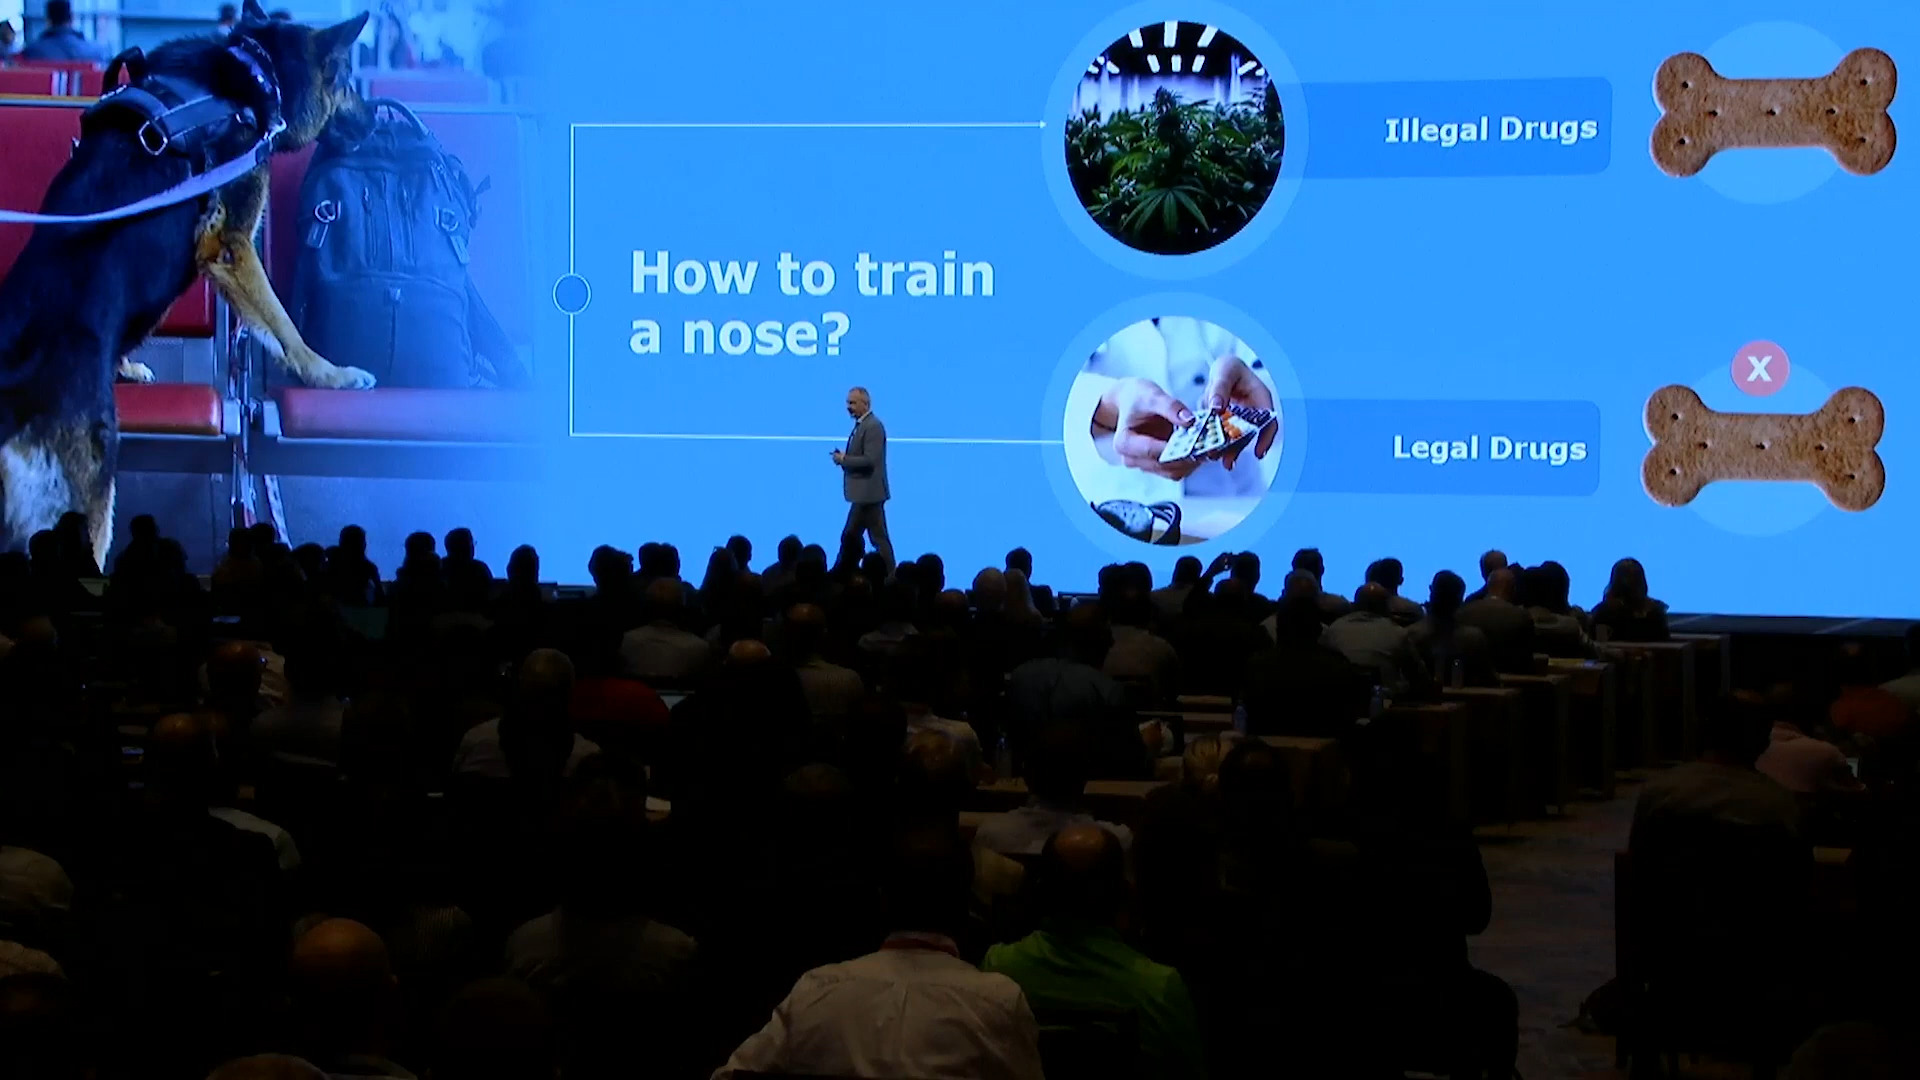 How to train
a nose?
Illegal Drugs
X
Legal Drugs